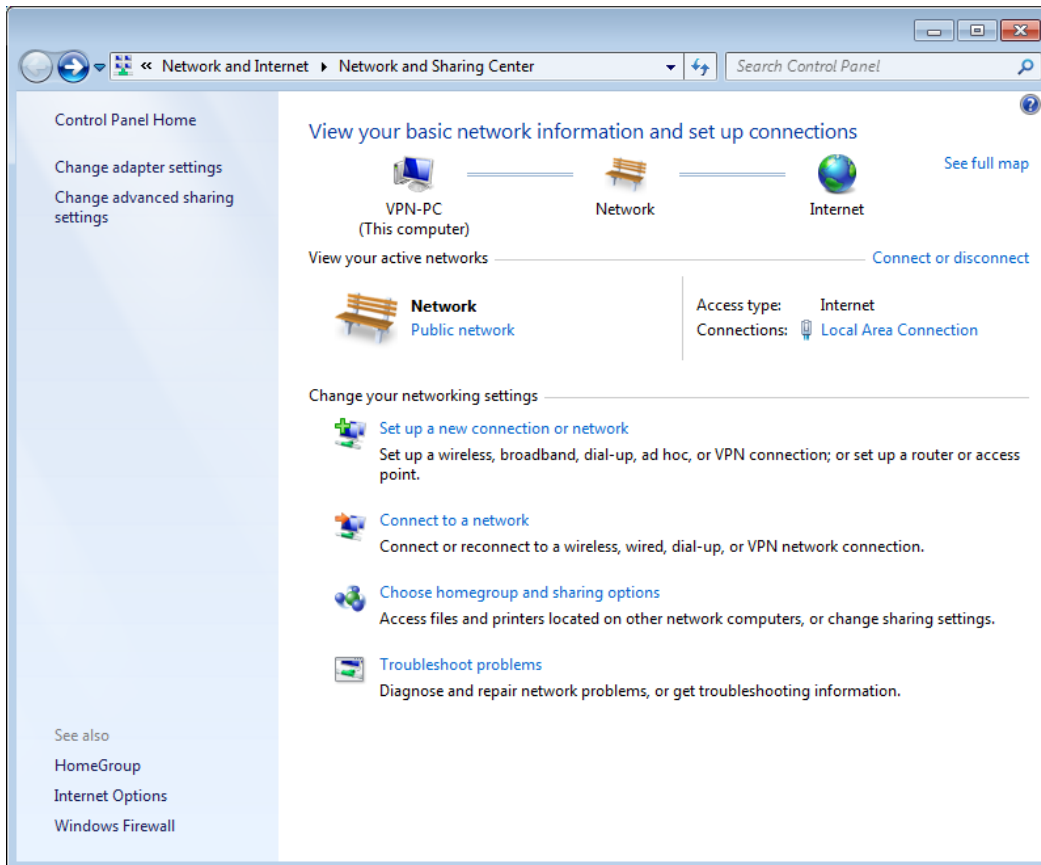 « Network and Internet ▸ Network and Sharing Center
Search Control Panel
Control Panel Home
Change adapter settings
Change advanced sharing
settings
See also
HomeGroup
Internet Options
Windows Firewall
View your basic network information and set up connections
See full map
VPN-PC
(This computer)
Network
Internet
View your active networks
Connect or disconnect
Network
Public network
Access type: Internet
Connections: Local Area Connection
Change your networking settings
Set up a new connection or network
Set up a wireless, broadband, dial-up, ad hoc, or VPN connection; or set up a router or access
point.
Connect to a network
Connect or reconnect to a wireless, wired, dial-up, or VPN network connection.
Choose homegroup and sharing options
Access files and printers located on other network computers, or change sharing settings.
Troubleshoot problems
Diagnose and repair network problems, or get troubleshooting information.